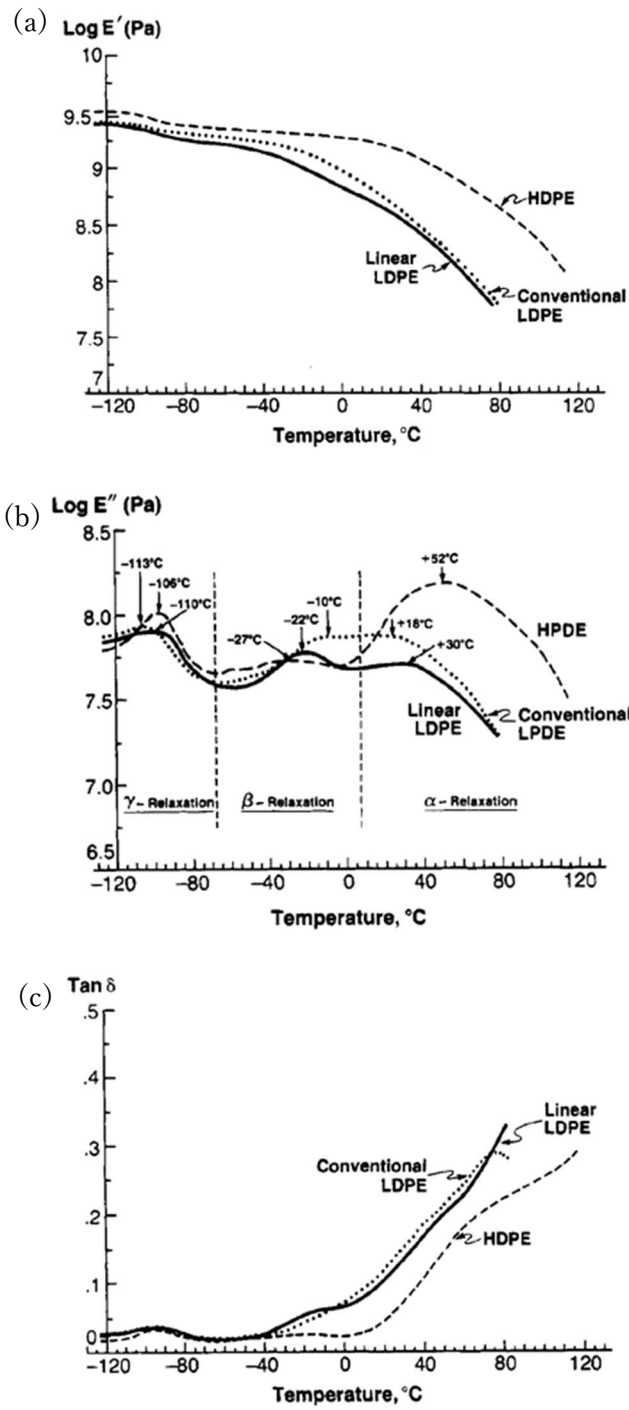 (a)
Log E′ (Pa)
10
9.5
9
8.5
8
7.5
7
HDPE
Linear
LDPE
Conventional
LDPE
−120 −80 −40 0 40 80 120
Temperature, °C
(b)
Log E″ (Pa)
8.5
8.0
7.5
7.0
6.5
−113°C
−106°C
−110°C
−27°C
−22°C
−10°C
+18°C
+30°C
+52°C
HPDE
Linear
LDPE
Conventional
LPDE
γ– Relaxation
β– Relaxation
α– Relaxation
−120 −80 −40 0 40 80 120
Temperature, °C
(c)
Tan δ
.5
.4
.3
.2
.1
0
Linear
LDPE
Conventional
LDPE
HDPE
−120 −80 −40 0 40 80 120
Temperature, °C